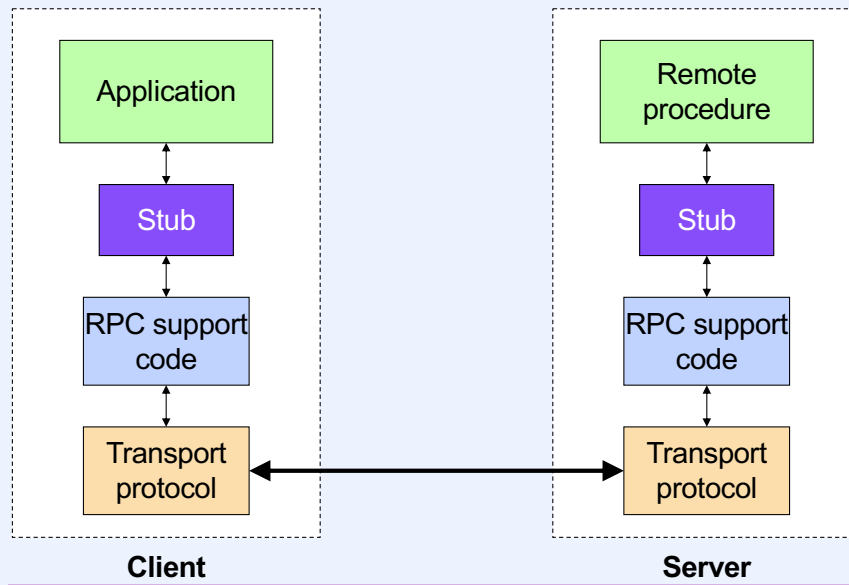 Application
Stub
RPC support
code
Transport
protocol
Client
Remote
procedure
Stub
RPC support
code
Transport
protocol
Server